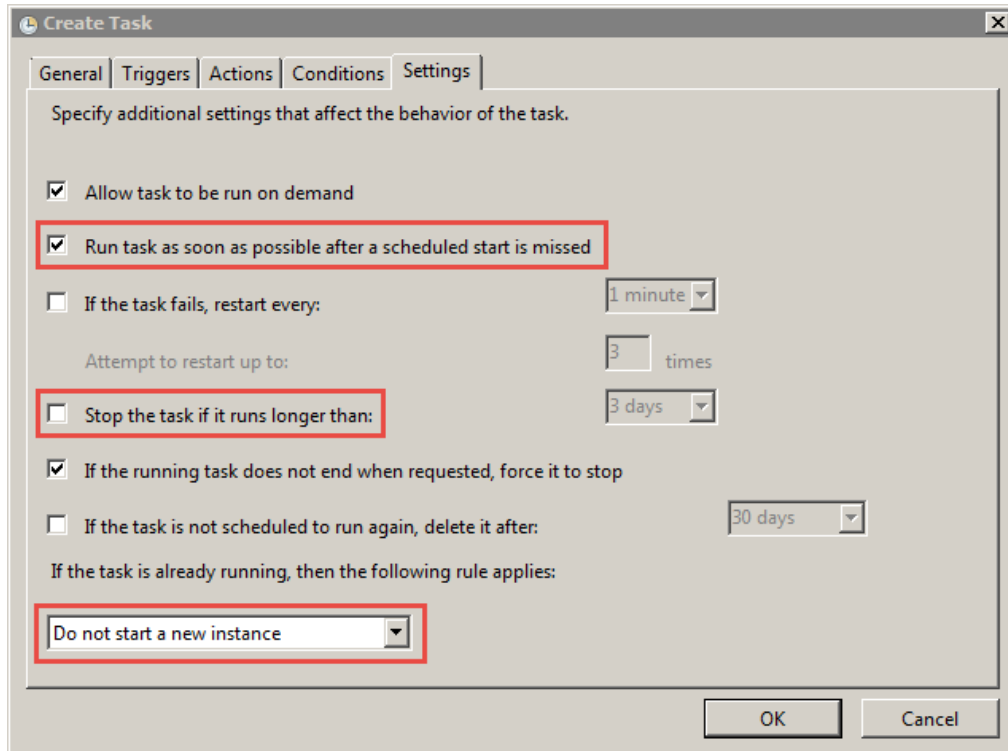 Create Task
General Triggers Actions Conditions Settings
Specify additional settings that affect the behavior of the task.
Allow task to be run on demand
Run task as soon as possible after a scheduled start is missed
If the task fails, restart every: 1 minute
Attempt to restart up to: 3 times
Stop the task if it runs longer than: 3 days
If the running task does not end when requested, force it to stop
If the task is not scheduled to run again, delete it after: 30 days
If the task is already running, then the following rule applies:
Do not start a new instance
OK Cancel